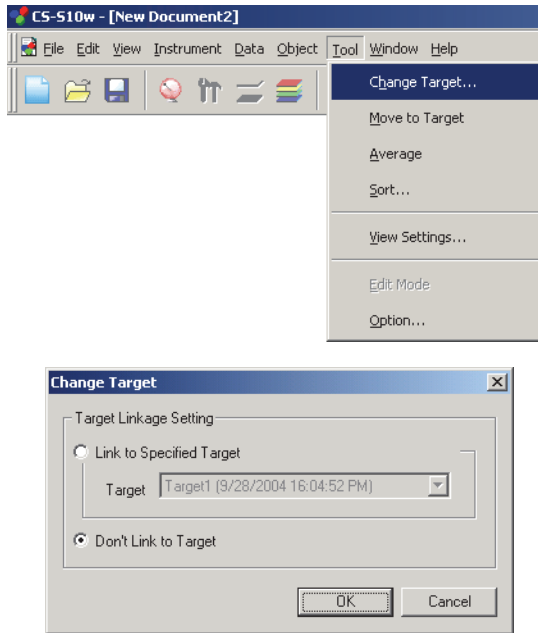 CS-S10w - [New Document2]
File Edit View Instrument Data Object Tool Window Help
Change Target...
Move to Target
Average
Sort...
View Settings...
Edit Mode
Option...
Change Target
Target Linkage Setting
Link to Specified Target
Target Target1 (9/28/2004 16:04:52 PM)
Don't Link to Target
OK Cancel